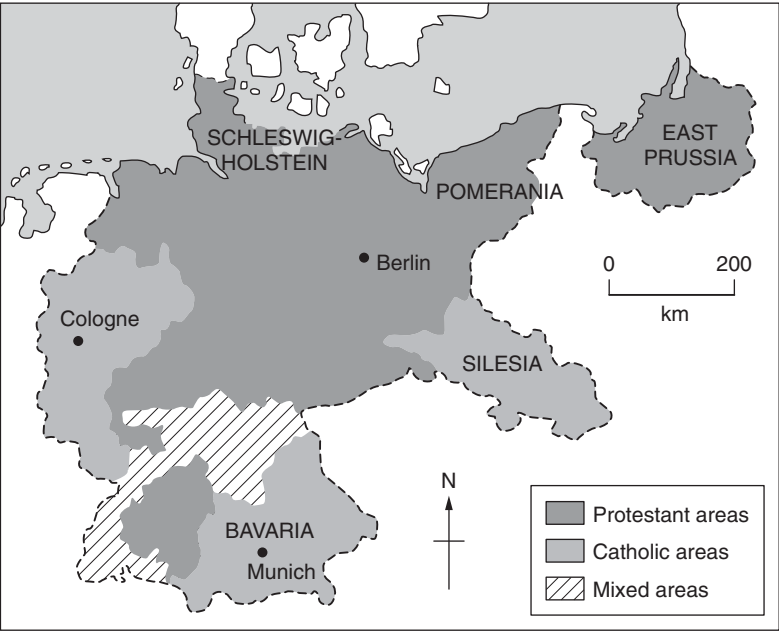 SCHLESWIG-
HOLSTEIN
EAST
PRUSSIA
POMERANIA
Berlin
0 200
km
Cologne
SILESIA
N
BAVARIA
Munich
Protestant areas
Catholic areas
Mixed areas